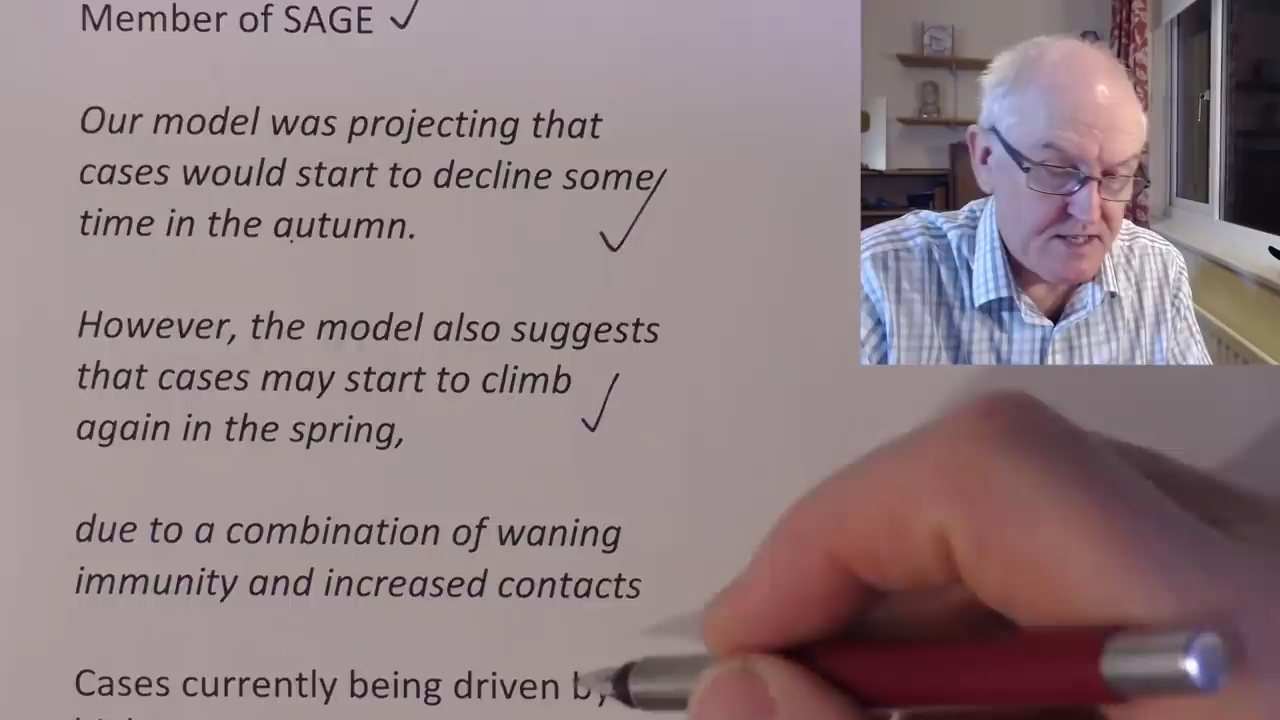 Member of SAGE
Our model was projecting that
cases would start to decline some
time in the autumn.
However, the model also suggests
that cases may start to climb
again in the spring,
due to a combination of waning
immunity and increased contacts
Cases currently being driven by